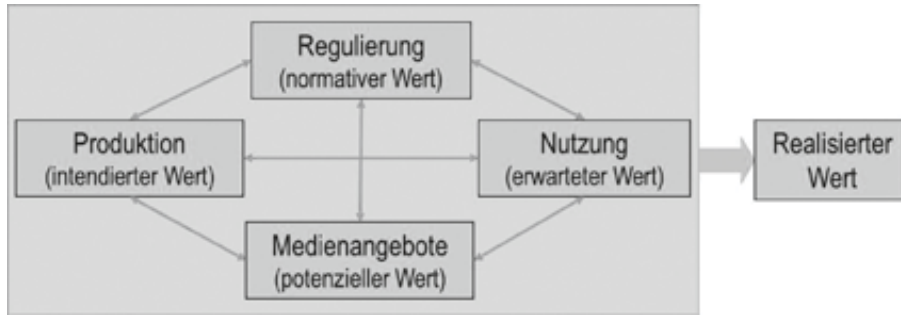 Regulierung
(normativer Wert)
Produktion
(intendierter Wert)
Nutzung
(erwarteter Wert)
Realisierter
Wert
Medienangebote
(potenzieller Wert)